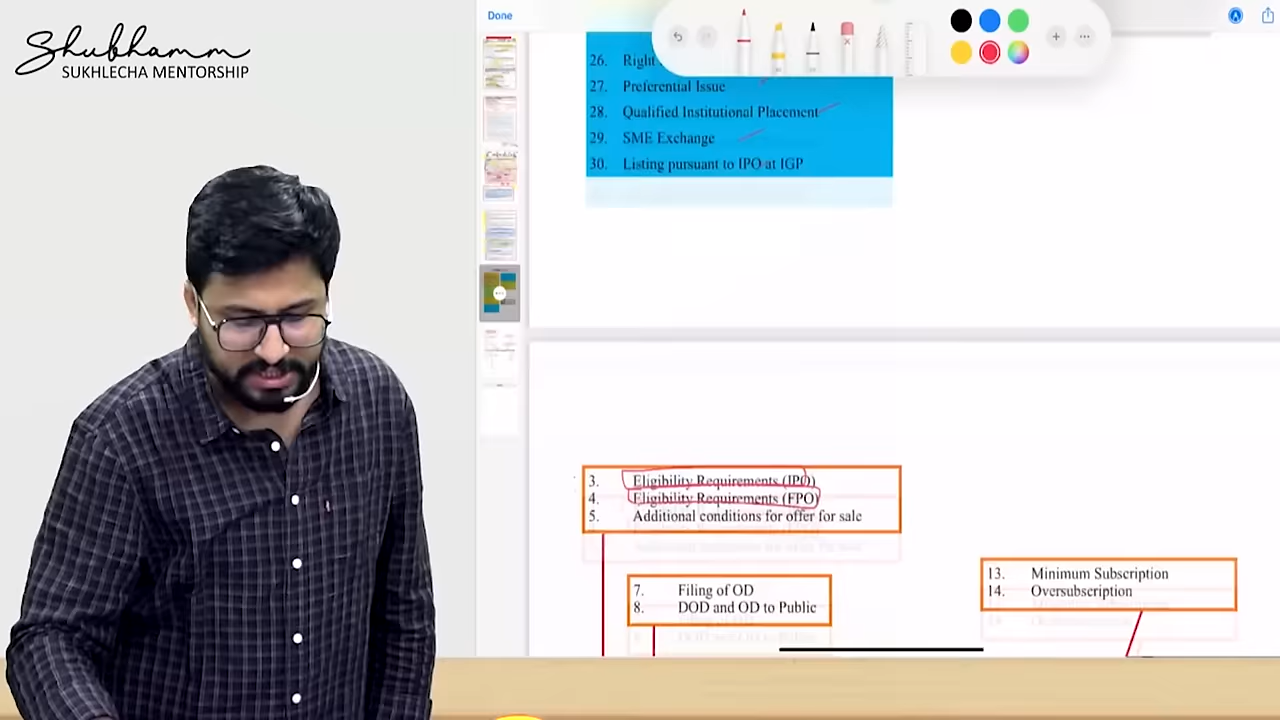 Shubhamm
SUKHLECHA MENTORSHIP
Done
26. Right
27. Preferential Issue
28. Qualified Institutional Placement
29. SME Exchange
30. Listing pursuant to IPO at IGP
3. Eligibility Requirements (IPO)
4. Eligibility Requirements (FPO)
5. Additional conditions for offer for sale
7. Filing of OD
8. DOD and OD to Public
13. Minimum Subscription
14. Oversubscription